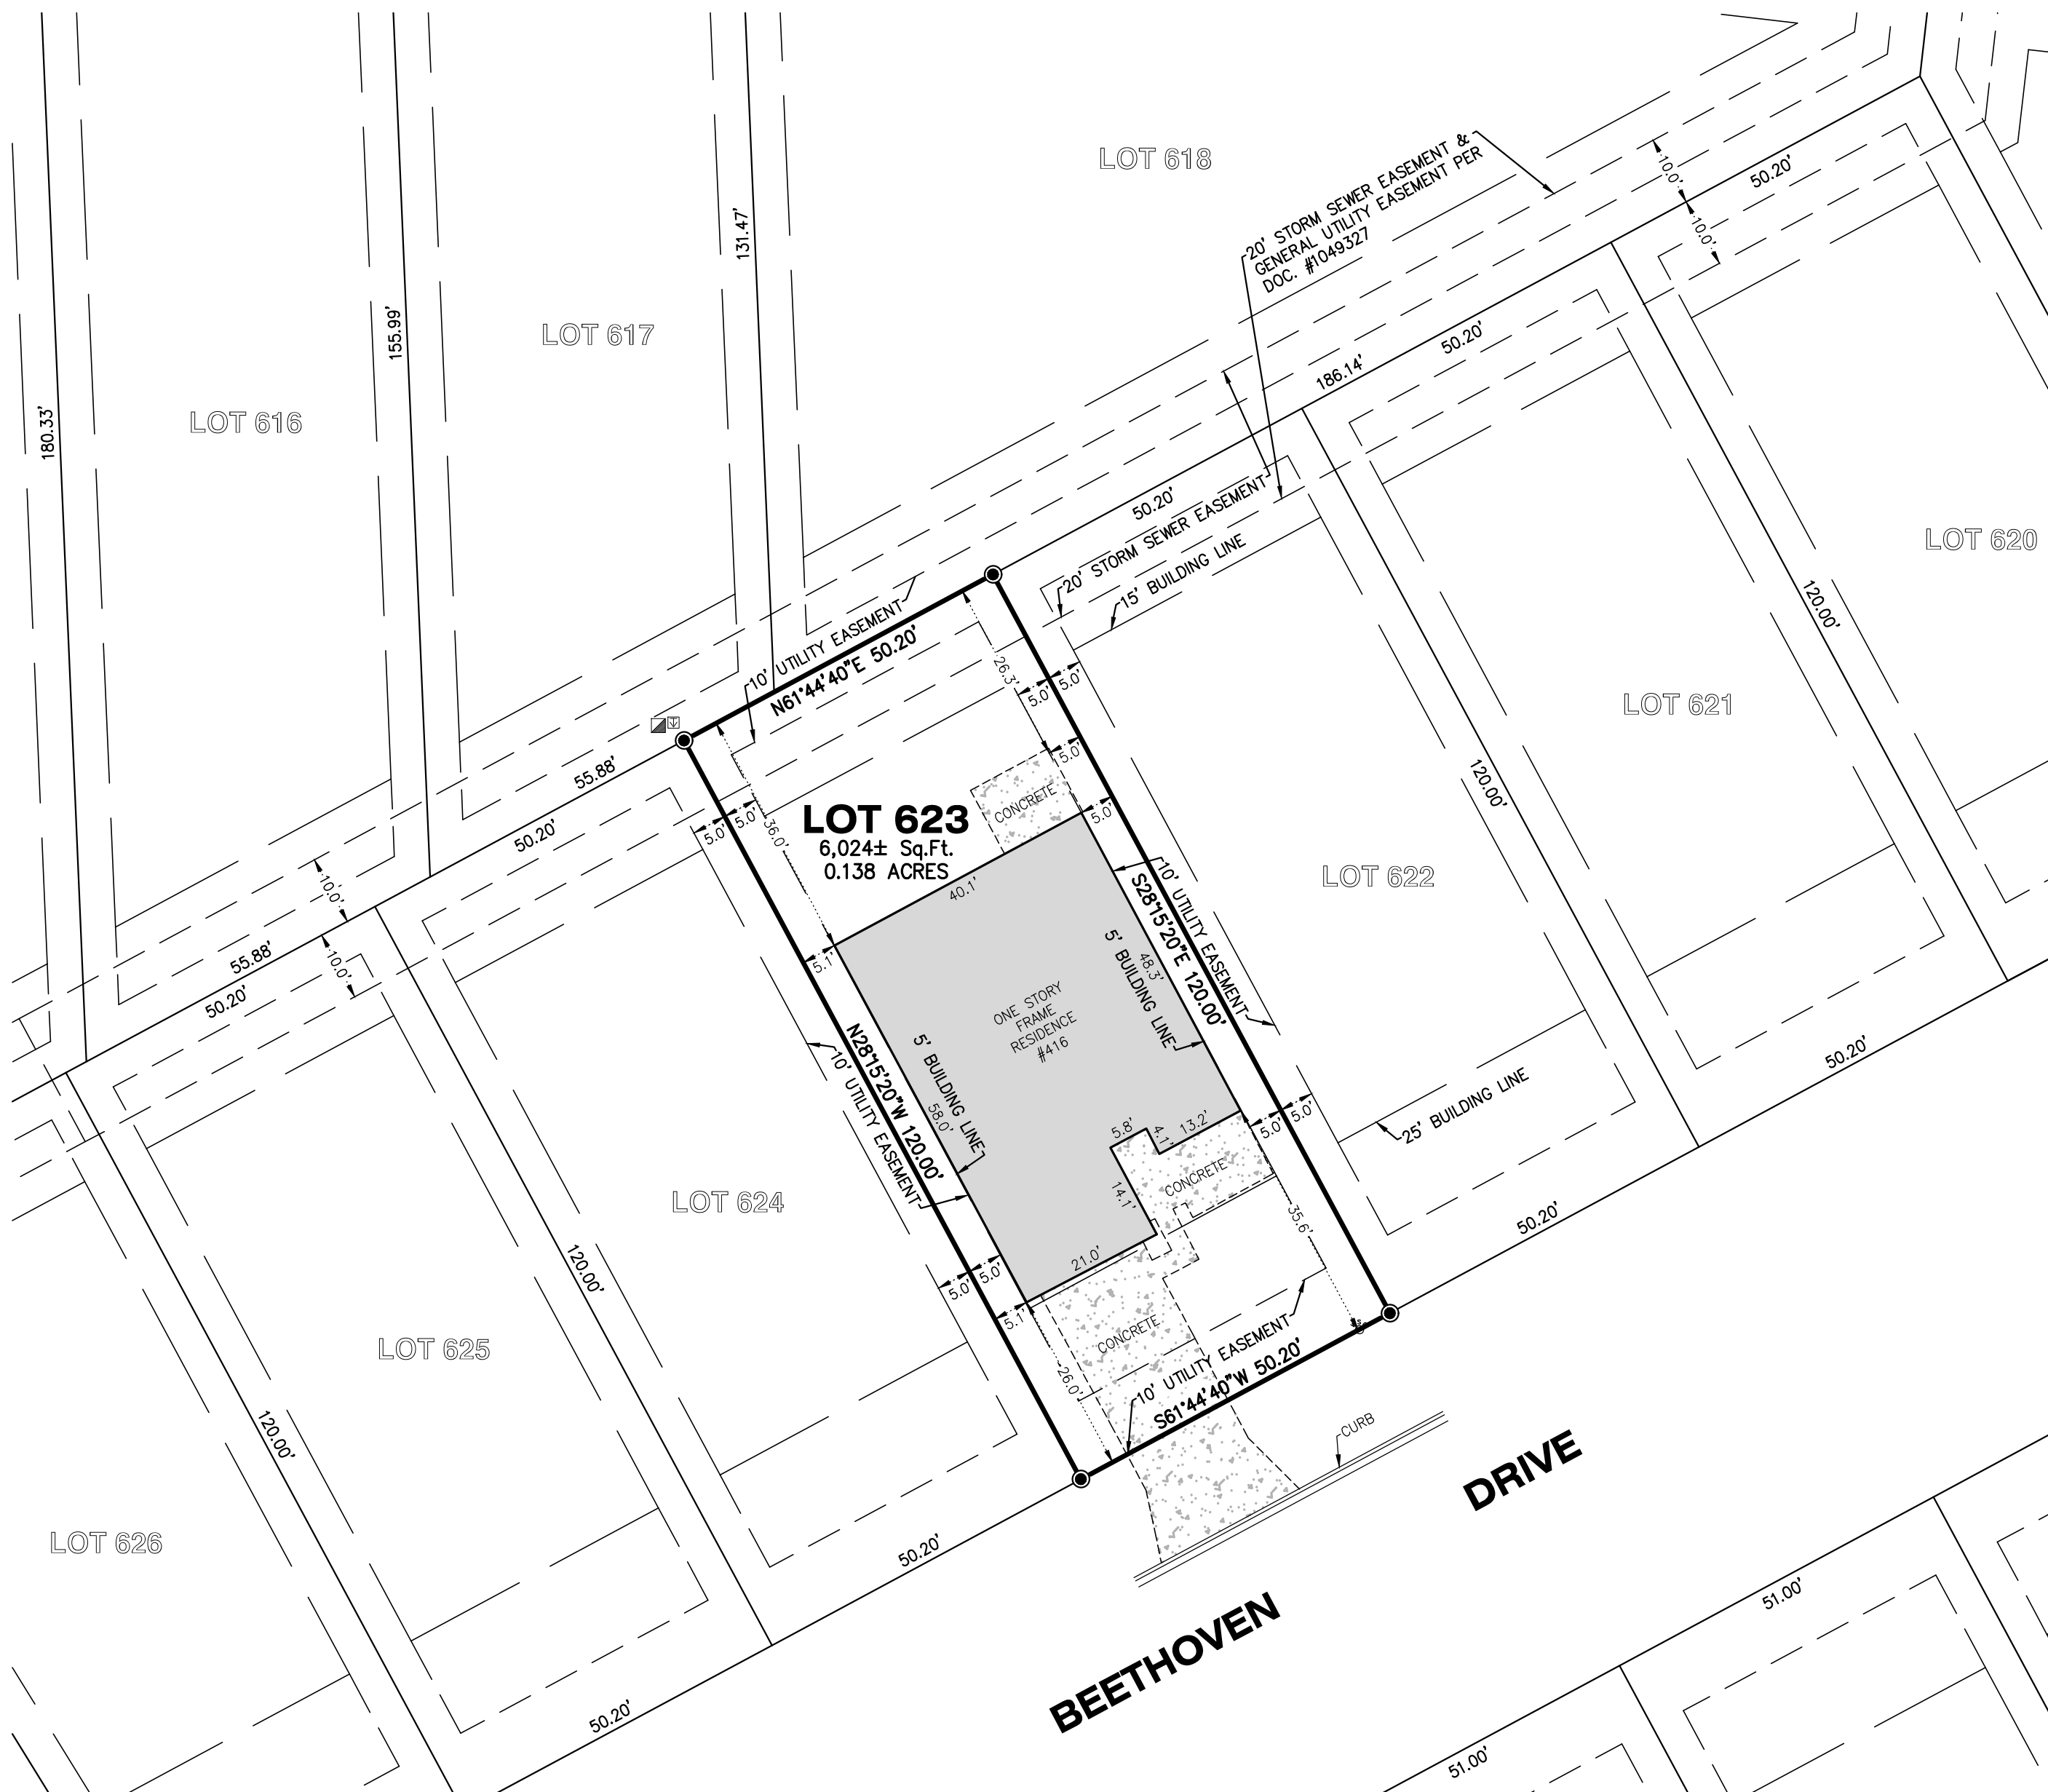 LOT 618
20' STORM SEWER EASEMENT &
GENERAL UTILITY EASEMENT PER
DOC. #1049327
10.0'
10.0'
50.20'
131.47'
LOT 617
155.99'
LOT 616
180.33'
50.20'
186.14'
50.20'
LOT 620
120.00'
20' STORM SEWER EASEMENT
15' BUILDING LINE
10' UTILITY EASEMENT
N61°44'40"E 50.20'
26.3'
5.0'
5.0'
5.0'
5.0'
LOT 621
120.00'
55.88'
50.20'
5.0'
5.0'
36.0'
LOT 623
6,024± Sq.Ft.
0.138 ACRES
CONCRETE
40.1'
LOT 622
10.0'
10.0'
55.88'
50.20'
5.1'
S28°15'20"E 120.00'
10' UTILITY EASEMENT
5' BUILDING LINE
48.3'
ONE STORY
FRAME
RESIDENCE
#416
N28°15'20"W 120.00'
10' UTILITY EASEMENT
5' BUILDING LINE
58.0'
50.20'
25' BUILDING LINE
5.0'
5.0'
5.8'
4.1'
13.2'
CONCRETE
14.1'
LOT 624
50.20'
35.6'
21.0'
5.0'
5.0'
5.1'
120.00'
CONCRETE
26.0'
10' UTILITY EASEMENT
S61°44'40"W 50.20'
LOT 625
CURB
DRIVE
120.00'
LOT 626
50.20'
BEETHOVEN
51.00'
50.20'
51.00'